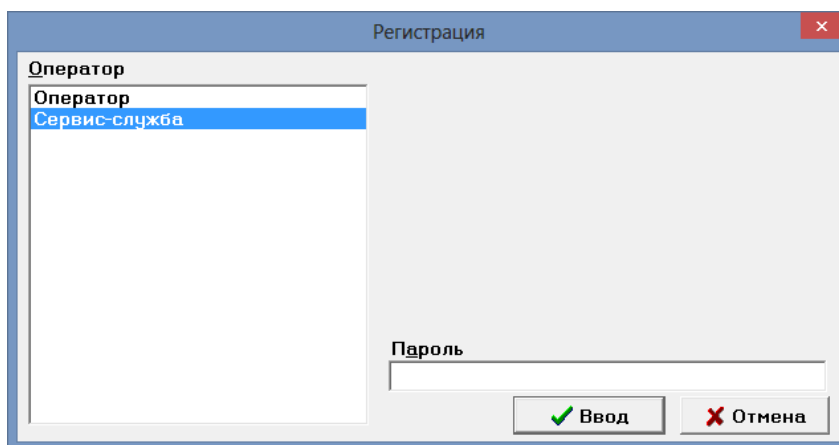 Регистрация
Оператор
Оператор
Сервис-служба
Пароль
Ввод
Отмена